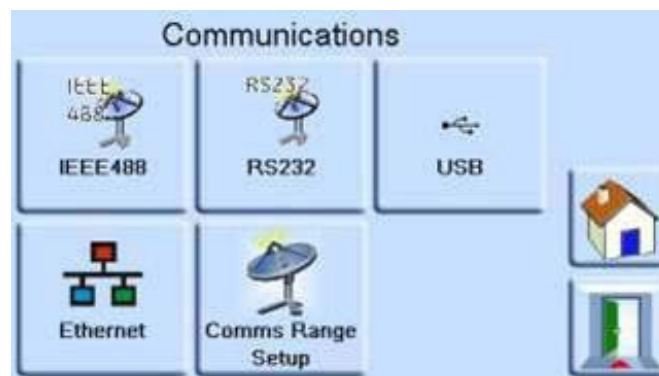 Communications
IEEE
488
RS232
IEEE488
RS232
USB
Ethernet
Comms Range
Setup